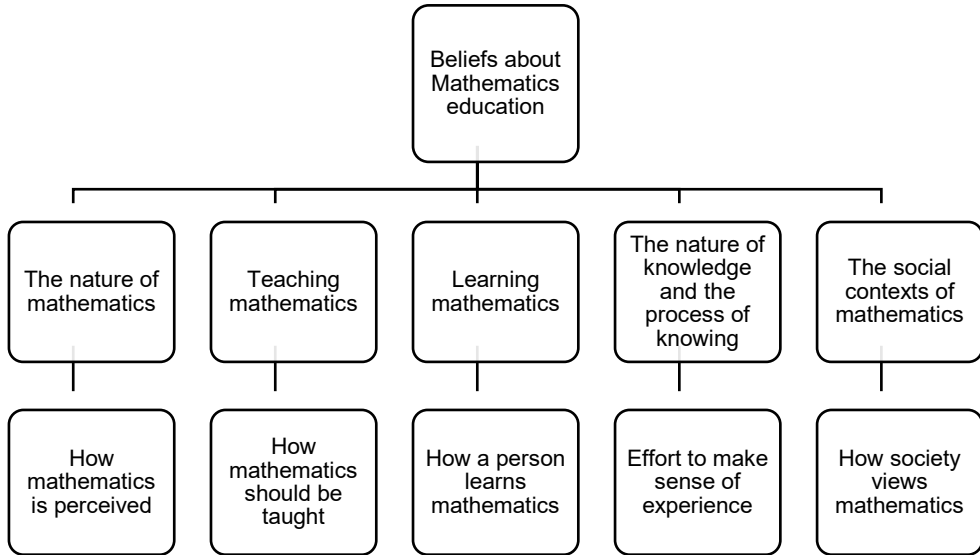 Beliefs about
Mathematics
education
The nature of
mathematics
Teaching
mathematics
Learning
mathematics
The nature of
knowledge
and the
process of
knowing
The social
contexts of
mathematics
How
mathematics
is perceived
How
mathematics
should be
taught
How a person
learns
mathematics
Effort to make
sense of
experience
How society
views
mathematics